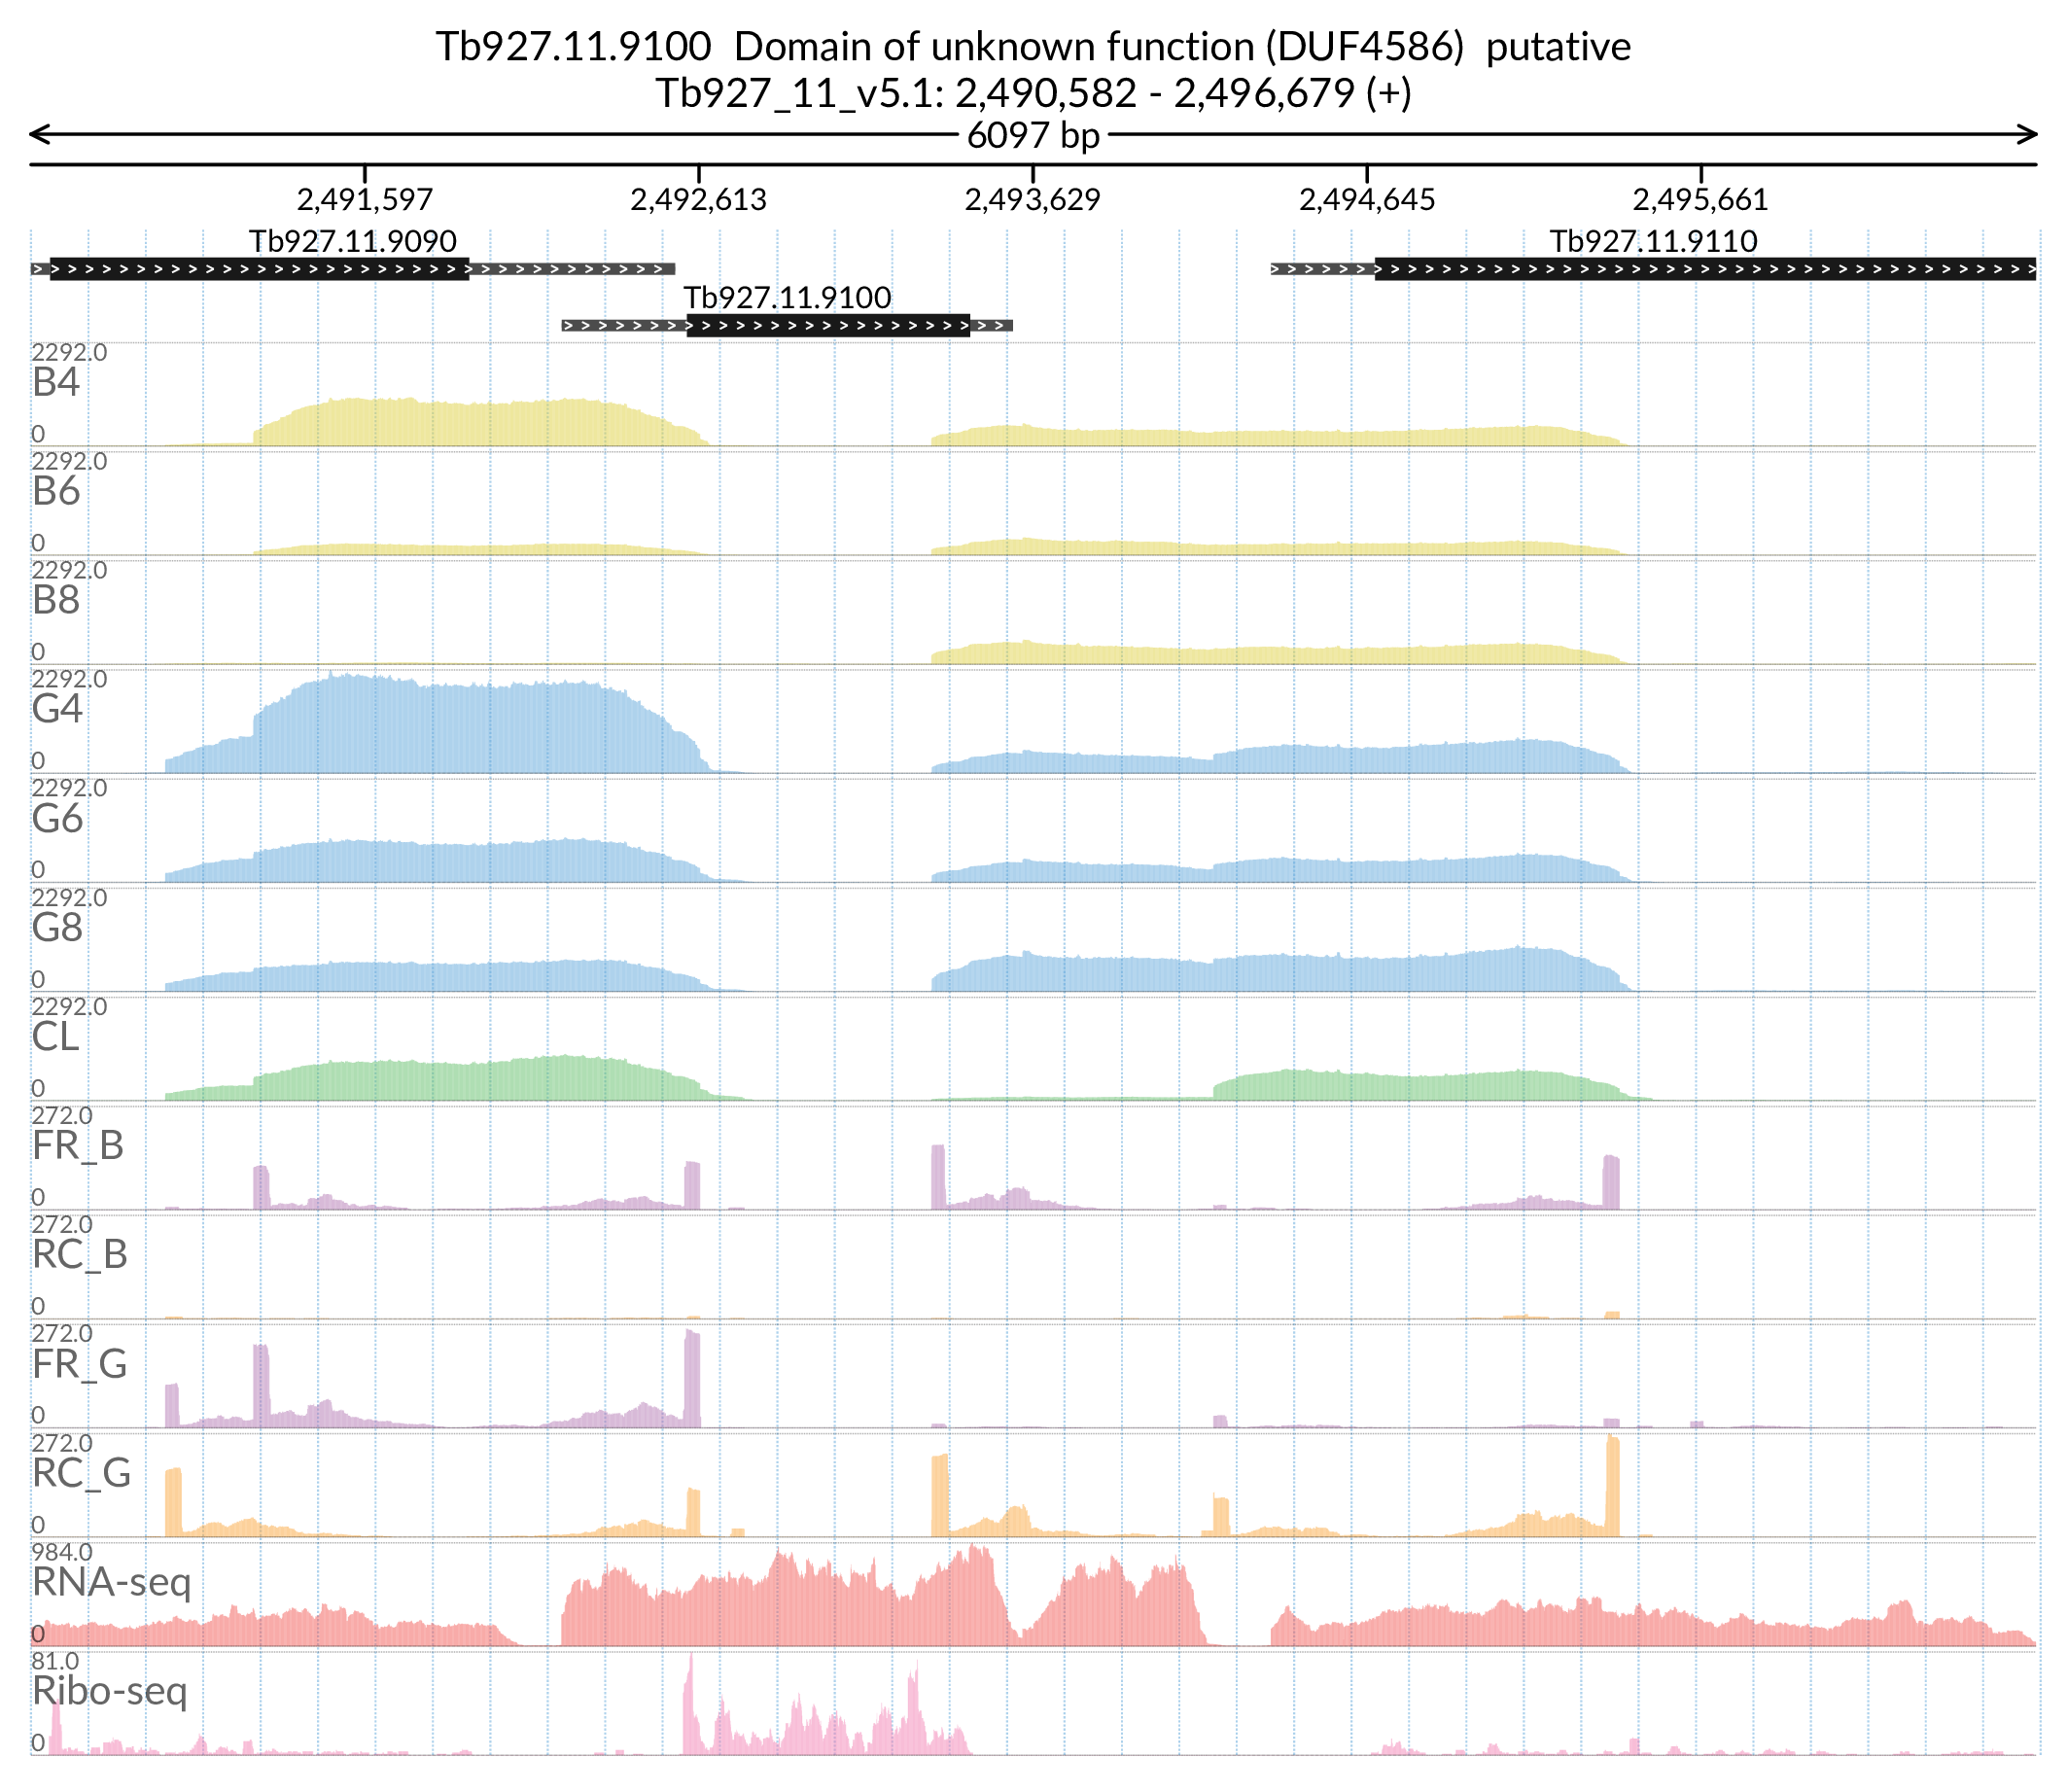 Tb927.11.9100  Domain of unknown function (DUF4586)  putative
Tb927_11_v5.1: 2,490,582 - 2,496,679 (+)
6097 bp
2,491,597 2,492,613 2,493,629 2,494,645 2,495,661
Tb927.11.9090 Tb927.11.9110
Tb927.11.9100
2292.0
B4
0
2292.0
B6
0
2292.0
B8
0
2292.0
G4
0
2292.0
G6
0
2292.0
G8
0
2292.0
CL
0
272.0
FR_B
0
272.0
RC_B
0
272.0
FR_G
0
272.0
RC_G
0
984.0
RNA-seq
0
81.0
Ribo-seq
0